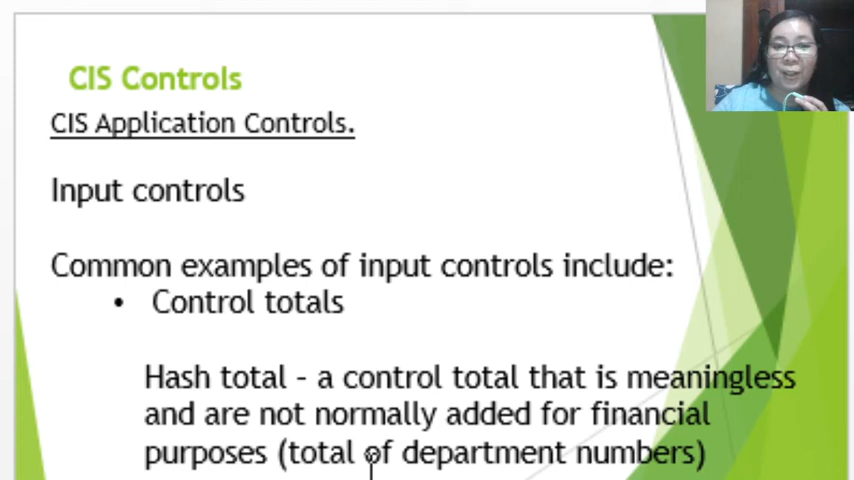 CIS Controls
CIS Application Controls.
Input controls
Common examples of input controls include:
• Control totals
Hash total - a control total that is meaningless
and are not normally added for financial
purposes (total of department numbers)